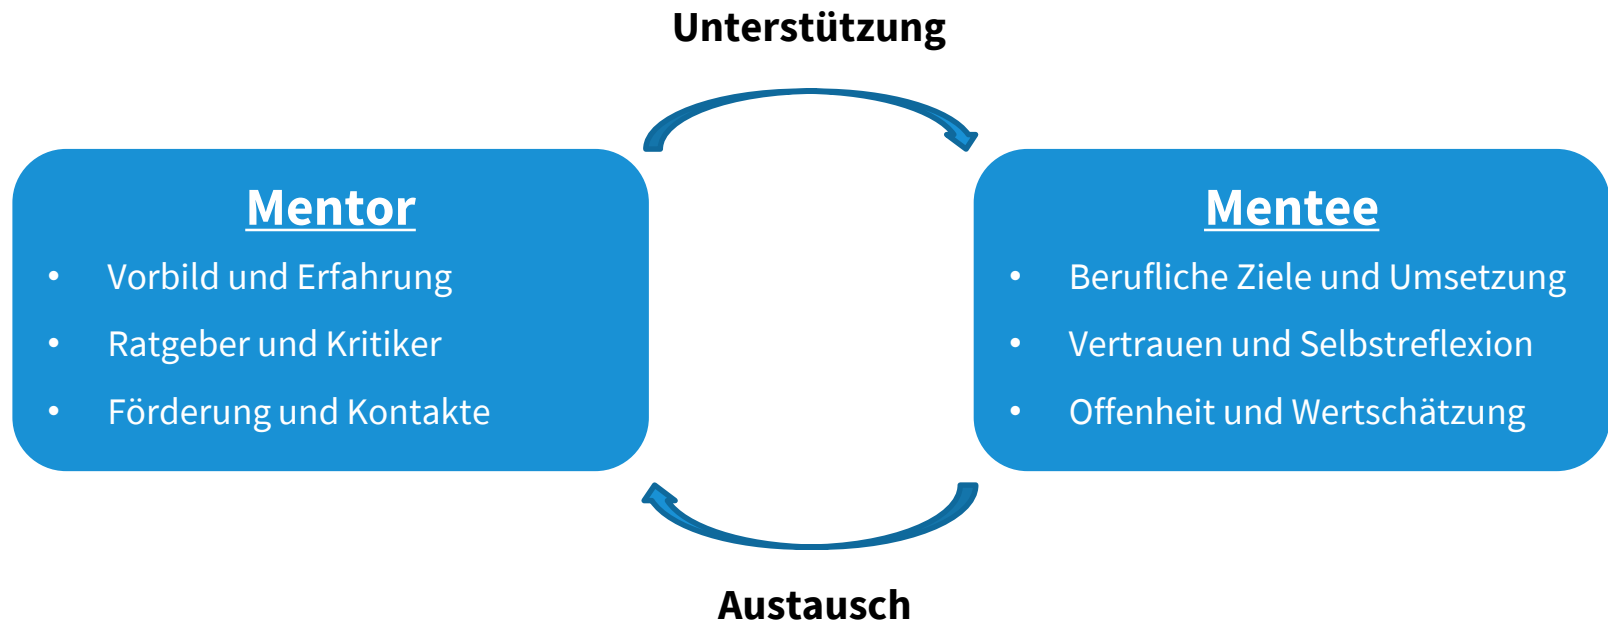 Unterstützung
Mentor
• Vorbild und Erfahrung
• Ratgeber und Kritiker
• Förderung und Kontakte
Mentee
• Berufliche Ziele und Umsetzung
• Vertrauen und Selbstreflexion
• Offenheit und Wertschätzung
Austausch